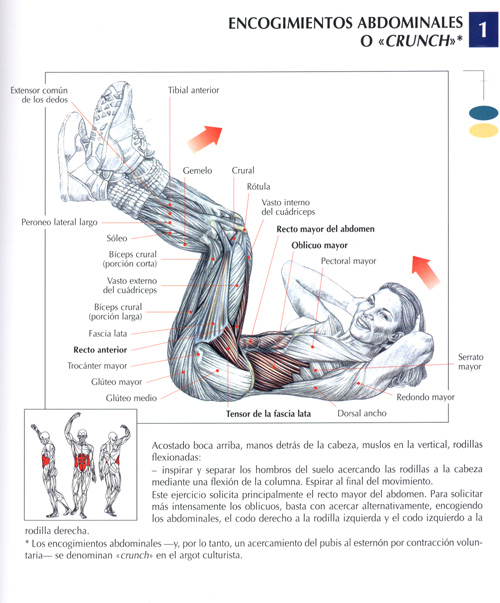 ENCOGIMIENTOS ABDOMINALES
O «CRUNCH»*
1
Extensor común
de los dedos
Tibial anterior
Gemelo
Crural
Rótula
Vasto interno
del cuádriceps
Peroneo lateral largo
Recto mayor del abdomen
Sóleo
Oblicuo mayor
Bíceps crural
(porción corta)
Pectoral mayor
Vasto externo
del cuádriceps
Bíceps crural
(porción larga)
Fascia lata
Recto anterior
Trocánter mayor
Serrato
mayor
Glúteo mayor
Glúteo medio
Redondo mayor
Tensor de la fascia lata
Dorsal ancho
Acostado boca arriba, manos detrás de la cabeza, muslos en la vertical, rodillas
flexionadas:
– inspirar y separar los hombros del suelo acercando las rodillas a la cabeza
mediante una flexión de la columna. Espirar al final del movimiento.
Este ejercicio solicita principalmente el recto mayor del abdomen. Para solicitar
más intensamente los oblicuos, basta con acercar alternativamente, encogiendo
los abdominales, el codo derecho a la rodilla izquierda y el codo izquierdo a la
rodilla derecha.
* Los encogimientos abdominales —y, por lo tanto, un acercamiento del pubis al esternón por contracción volun-
taria— se denominan «crunch» en el argot culturista.